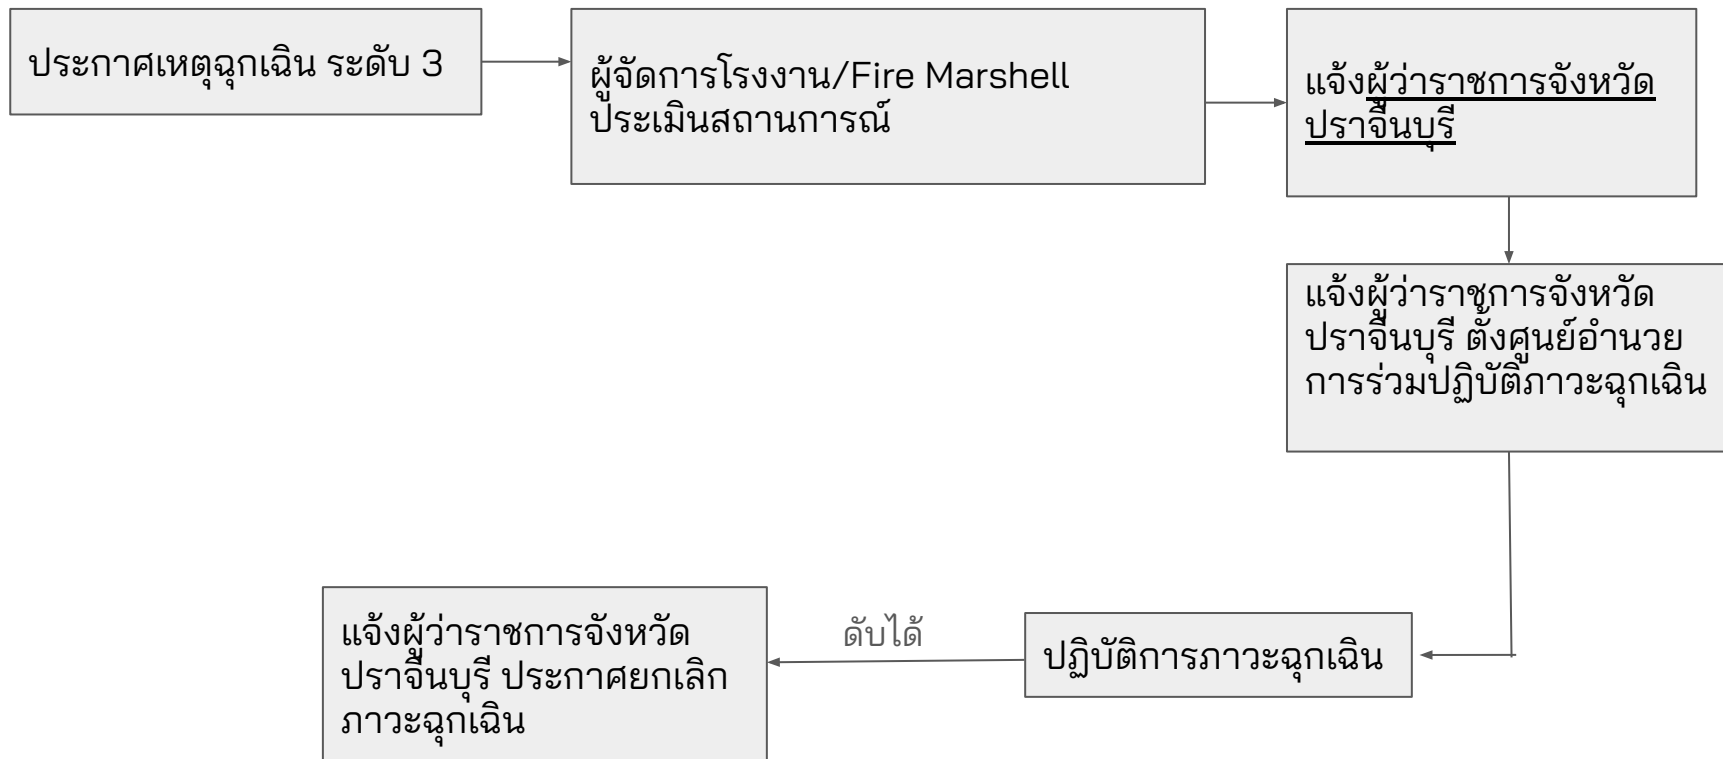 ประกาศเหตุฉุกเฉิน ระดับ 3
ผู้จัดการโรงงาน/Fire Marshell
ประเมินสถานการณ์
แจ้งผู้ว่าราชการจังหวัด
ปราจีนบุรี
แจ้งผู้ว่าราชการจังหวัด
ปราจีนบุรี ตั้งศูนย์อำนวย
การร่วมปฏิบัติภาวะฉุกเฉิน
ปฏิบัติการภาวะฉุกเฉิน
ดับได้
แจ้งผู้ว่าราชการจังหวัด
ปราจีนบุรี ประกาศยกเลิก
ภาวะฉุกเฉิน